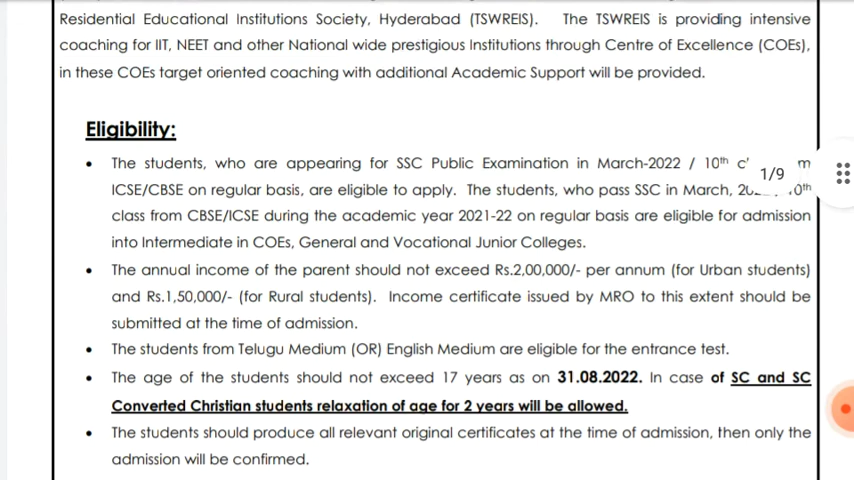 Residential Educational Institutions Society, Hyderabad (TSWREIS). The TSWREIS is providing intensive
coaching for IIT, NEET and other National wide prestigious Institutions through Centre of Excellence (COEs),
in these COEs target oriented coaching with additional Academic Support will be provided.
Eligibility:
• The students, who are appearing for SSC Public Examination in March-2022 / 10th
1/9
ICSE/CBSE on regular basis, are eligible to apply. The students, who pass SSC in March,
class from CBSE/ICSE during the academic year 2021-22 on regular basis are eligible for admission
into Intermediate in COEs, General and Vocational Junior Colleges.
• The annual income of the parent should not exceed Rs.2,00,000/- per annum (for Urban students)
and Rs.1,50,000/- (for Rural students). Income certificate issued by MRO to this extent should be
submitted at the time of admission.
• The students from Telugu Medium (OR) English Medium are eligible for the entrance test.
• The age of the students should not exceed 17 years as on 31.08.2022. In case of SC and SC
Converted Christian students relaxation of age for 2 years will be allowed.
• The students should produce all relevant original certificates at the time of admission, then only the
admission will be confirmed.